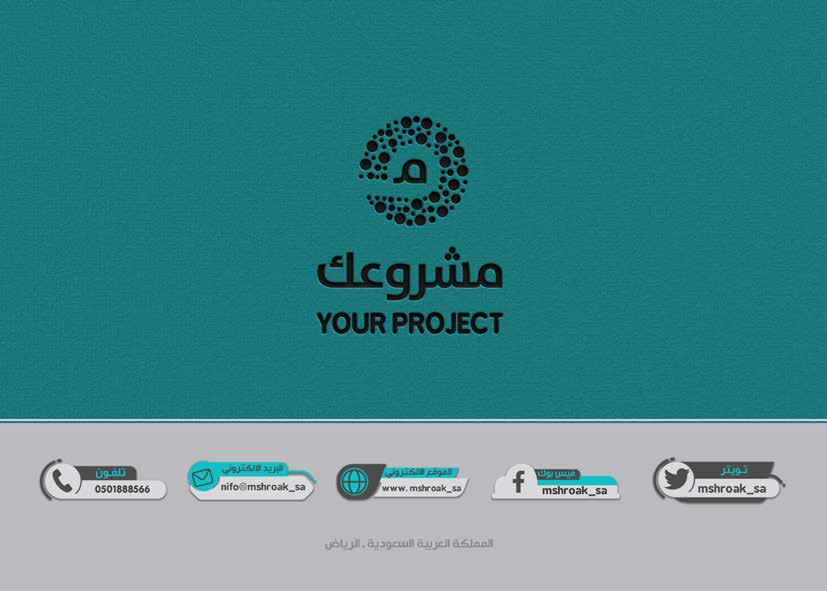 م
مشروعك
YOUR PROJECT
تويتر
mshroak_sa
فيس بوك
mshroak_sa
الموقع الالكتروني
www.mshroak_sa
البريد الالكتروني
nifo@mshroak_sa
تلفون
0501888566
المملكة العربية السعودية . الرياض